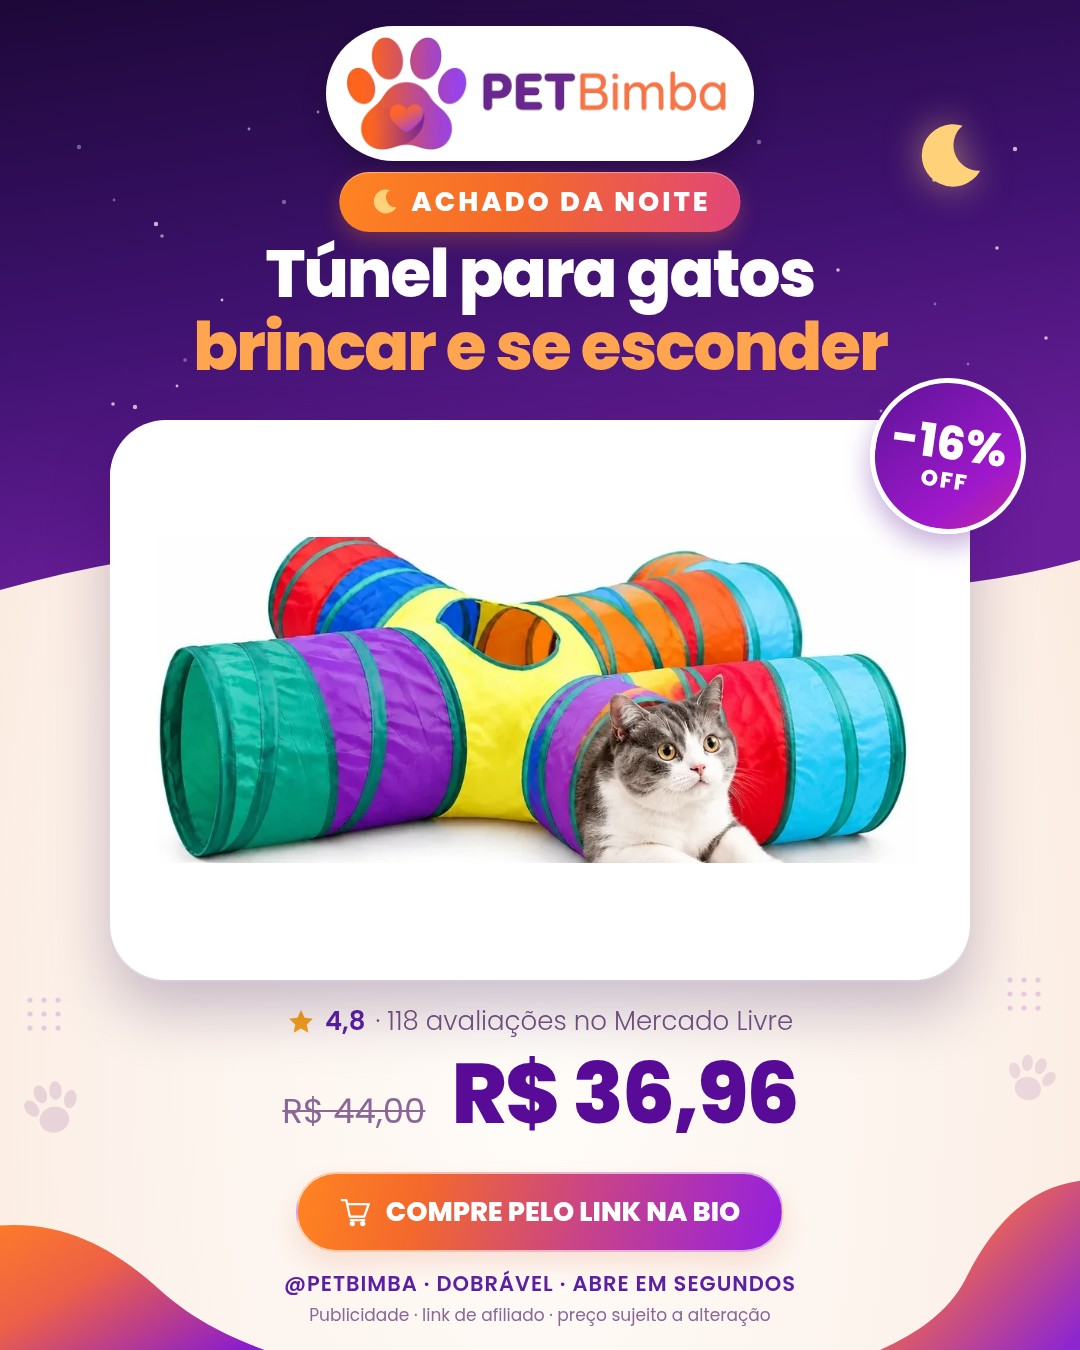 PETBimba
ACHADO DA NOITE
Túnel para gatos
brincar e se esconder
-16%
OFF
4,8 · 118 avaliações no Mercado Livre
R$ 44,00 R$ 36,96
COMPRE PELO LINK NA BIO
@PETBIMBA · DOBRÁVEL · ABRE EM SEGUNDOS
Publicidade · link de afiliado · preço sujeito a alteração